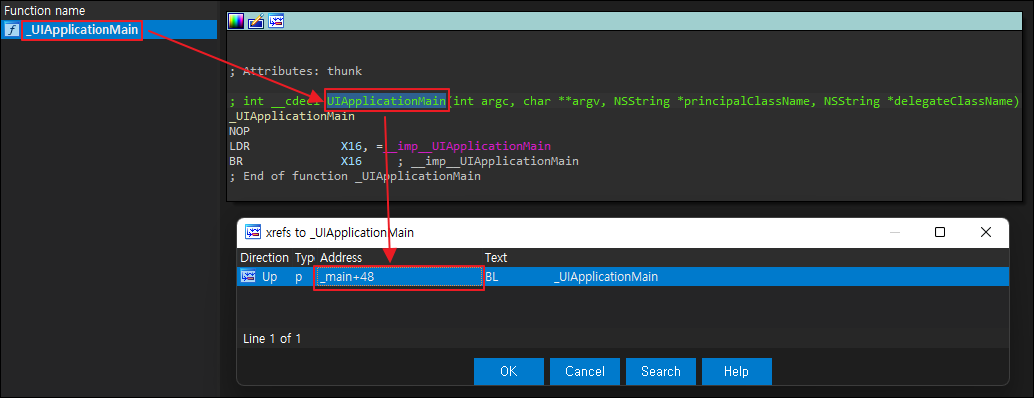 Function name
f _UIApplicationMain
; Attributes: thunk
; int __cdecl UIApplicationMain(int argc, char **argv, NSString *principalClassName, NSString *delegateClassName)
_UIApplicationMain
NOP
LDR X16, =__imp__UIApplicationMain
BR X16 ; __imp__UIApplicationMain
; End of function _UIApplicationMain
xrefs to _UIApplicationMain
Direction Typ Address Text
Up p _main+48 BL _UIApplicationMain
Line 1 of 1
OK Cancel Search Help